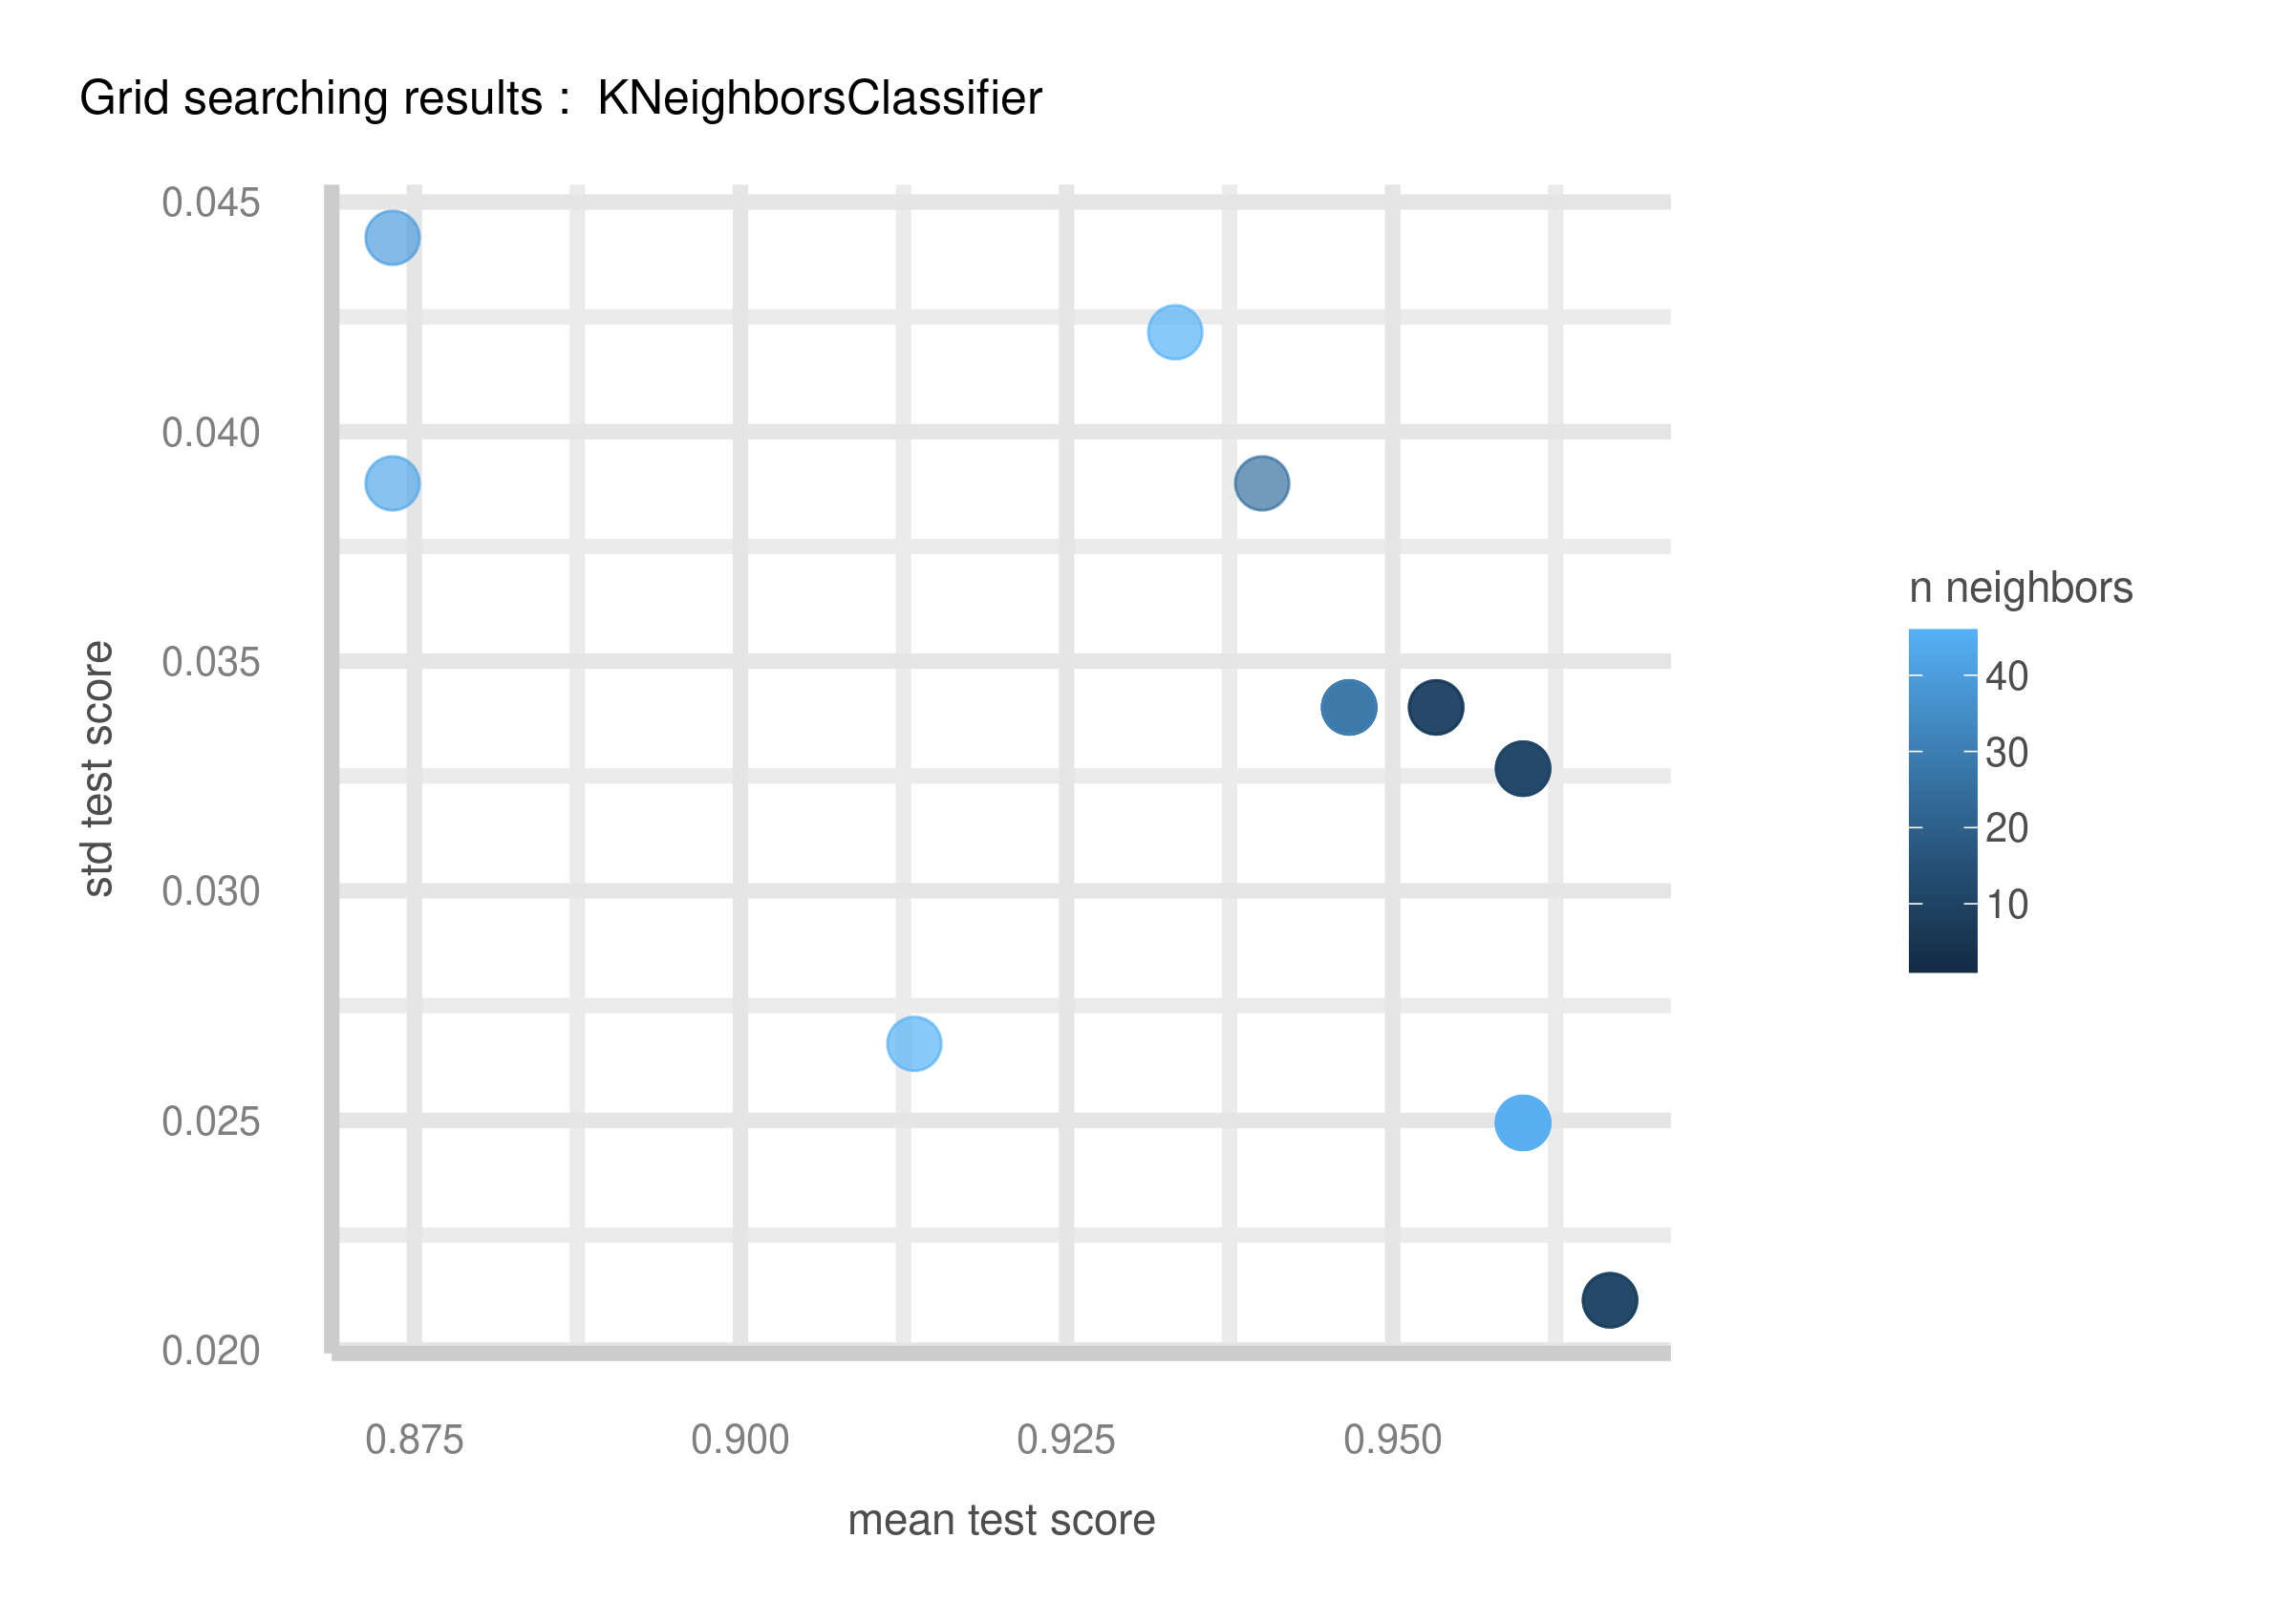 Grid searching results :  KNeighborsClassifier
0.045
0.040
0.035
0.030
0.025
0.020
std test score
0.875 0.900 0.925 0.950
mean test score
n neighbors
40
30
20
10